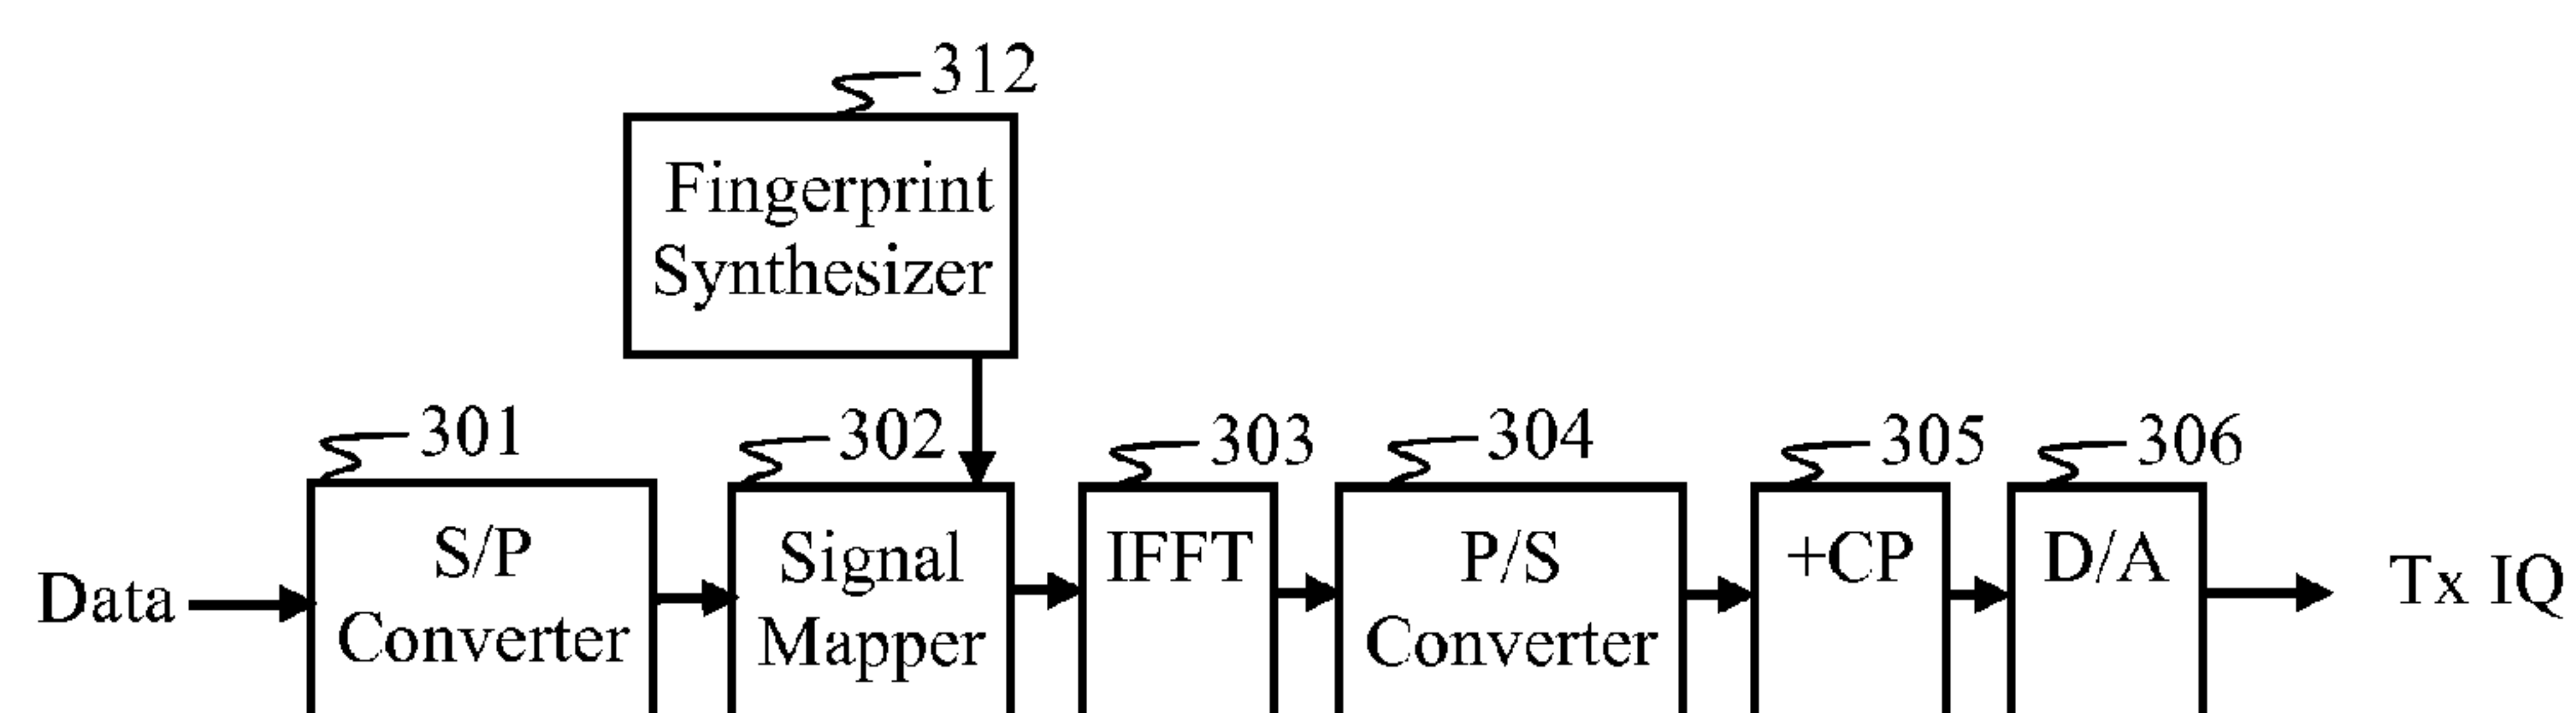 312
Fingerprint
Synthesizer
301
302
303
304
305
306
Data
S/P
Converter
Signal
Mapper
IFFT
P/S
Converter
+CP
D/A
Tx IQ